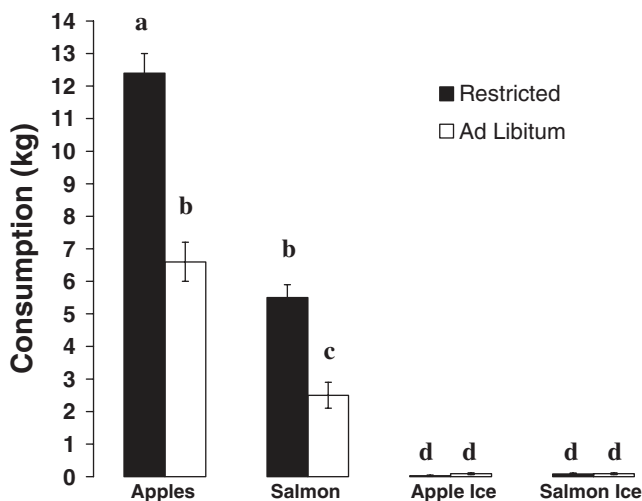 Consumption (kg)
14
13
12
11
10
9
8
7
6
5
4
3
2
1
0
a
b
b
c
d d d d
Restricted
Ad Libitum
Apples Salmon Apple Ice Salmon Ice